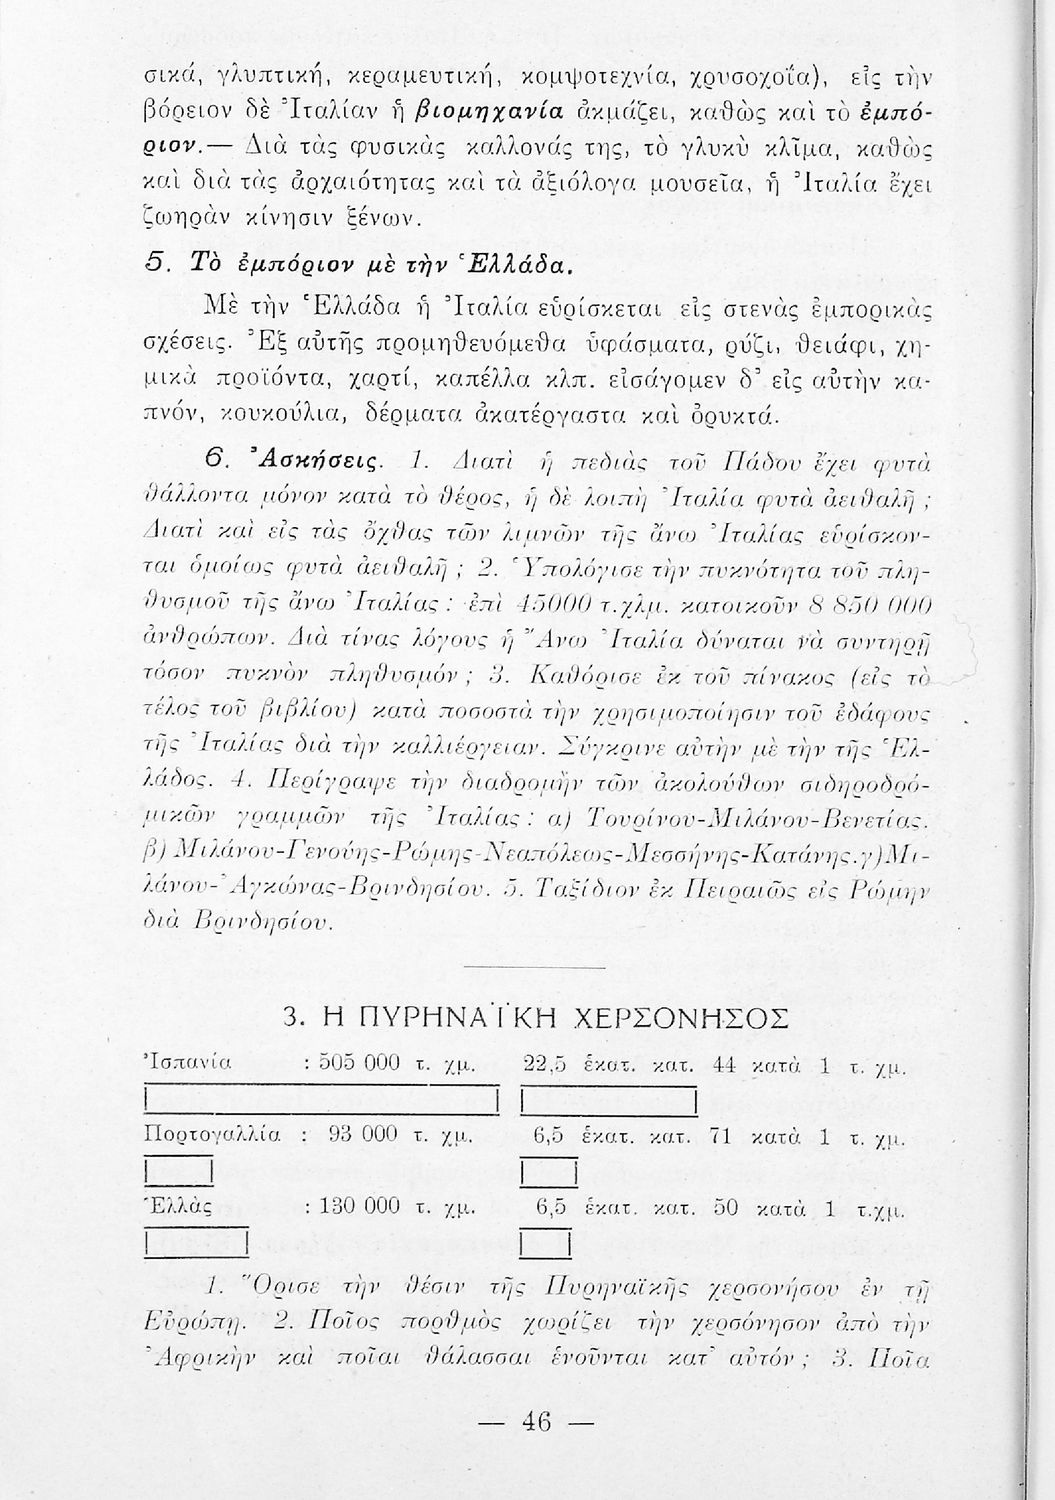 σικά, γλυπτική, κεραμευτική, κομψοτεχνία, χρυσοχοΐα), εἰς τὴν
βόρειον δὲ Ἰταλίαν ἡ βιομηχανία ἀκμάζει, καθὼς καὶ τὸ ἐμπό-
ριον.— Διὰ τὰς φυσικὰς καλλονάς της, τὸ γλυκὺ κλῖμα, καθὼς
καὶ διὰ τὰς ἀρχαιότητας καὶ τὰ ἀξιόλογα μουσεῖα, ἡ Ἰταλία ἔχει
ζωηρὰν κίνησιν ξένων.
5. Τὸ ἐμπόριον μὲ τὴν Ἑλλάδα.
Μὲ τὴν Ἑλλάδα ἡ Ἰταλία εὑρίσκεται εἰς στενὰς ἐμπορικὰς
σχέσεις. Ἐξ αὐτῆς προμηθευόμεθα ὑφάσματα, ρύζι, θειάφι, χη-
μικὰ προϊόντα, χαρτί, καπέλλα κλπ. εἰσάγομεν δ' εἰς αὐτὴν κα-
πνόν, κουκούλια, δέρματα ἀκατέργαστα καὶ ὀρυκτά.
6. Ἀσκήσεις. 1. Διατὶ ἡ πεδιὰς τοῦ Πάδου ἔχει φυτὰ
θάλλοντα μόνον κατὰ τὸ θέρος, ἡ δὲ λοιπὴ Ἰταλία φυτὰ ἀειθαλῆ ;
Διατὶ καὶ εἰς τὰς ὄχθας τῶν λιμνῶν τῆς ἄνω Ἰταλίας εὑρίσκον-
ται ὁμοίως φυτὰ ἀειθαλῆ ; 2. Ὑπολόγισε τὴν πυκνότητα τοῦ πλη-
θυσμοῦ τῆς ἄνω Ἰταλίας : ἐπὶ 45000 τ.χλμ. κατοικοῦν 8 850 000
ἀνθρώπων. Διὰ τίνας λόγους ἡ Ἄνω Ἰταλία δύναται νὰ συντηρῇ
τόσον πυκνὸν πληθυσμόν ; 3. Καθόρισε ἐκ τοῦ πίνακος (εἰς τὸ
τέλος τοῦ βιβλίου) κατὰ ποσοστὰ τὴν χρησιμοποίησιν τοῦ ἐδάφους
τῆς Ἰταλίας διὰ τὴν καλλιέργειαν. Σύγκρινε αὐτὴν μὲ τὴν τῆς Ἑλ-
λάδος. 4. Περίγραψε τὴν διαδρομὴν τῶν ἀκολούθων σιδηροδρο-
μικῶν γραμμῶν τῆς Ἰταλίας : α) Τουρίνου-Μιλάνου-Βενετίας.
β) Μιλάνου-Γενούης-Ρώμης-Νεαπόλεως-Μεσσήνης-Κατάνης.γ)Μι-
λάνου-Ἀγκώνας-Βρινδησίου. 5. Ταξίδιον ἐκ Πειραιῶς εἰς Ρώμην
διὰ Βρινδησίου.
3. Η ΠΥΡΗΝΑΪΚΗ ΧΕΡΣΟΝΗΣΟΣ
Ἰσπανία : 505 000 τ. χμ. 22,5 ἑκατ. κατ. 44 κατὰ 1 τ. χμ.
Πορτογαλλία : 93 000 τ. χμ. 6,5 ἑκατ. κατ. 71 κατὰ 1 τ. χμ.
Ἑλλὰς : 130 000 τ. χμ. 6,5 ἑκατ. κατ. 50 κατὰ 1 τ.χμ.
1. Ὅρισε τὴν θέσιν τῆς Πυρηναϊκῆς χερσονήσου ἐν τῇ
Εὐρώπῃ. 2. Ποῖος πορθμὸς χωρίζει τὴν χερσόνησον ἀπὸ τὴν
Ἀφρικὴν καὶ ποῖαι θάλασσαι ἑνοῦνται κατ' αὐτόν ; 3. Ποῖα
— 46 —